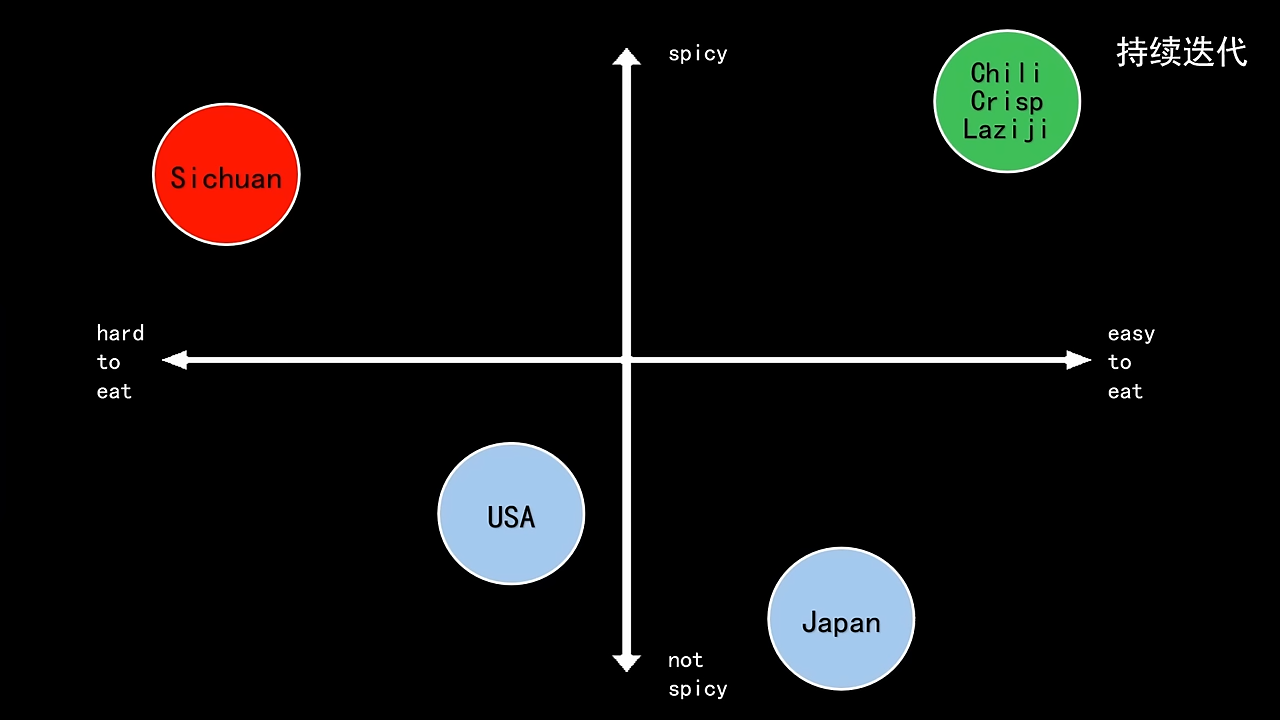 spicy
持续迭代
Chili
Crisp
Laziji
Sichuan
hard
to
eat
easy
to
eat
USA
Japan
not
spicy